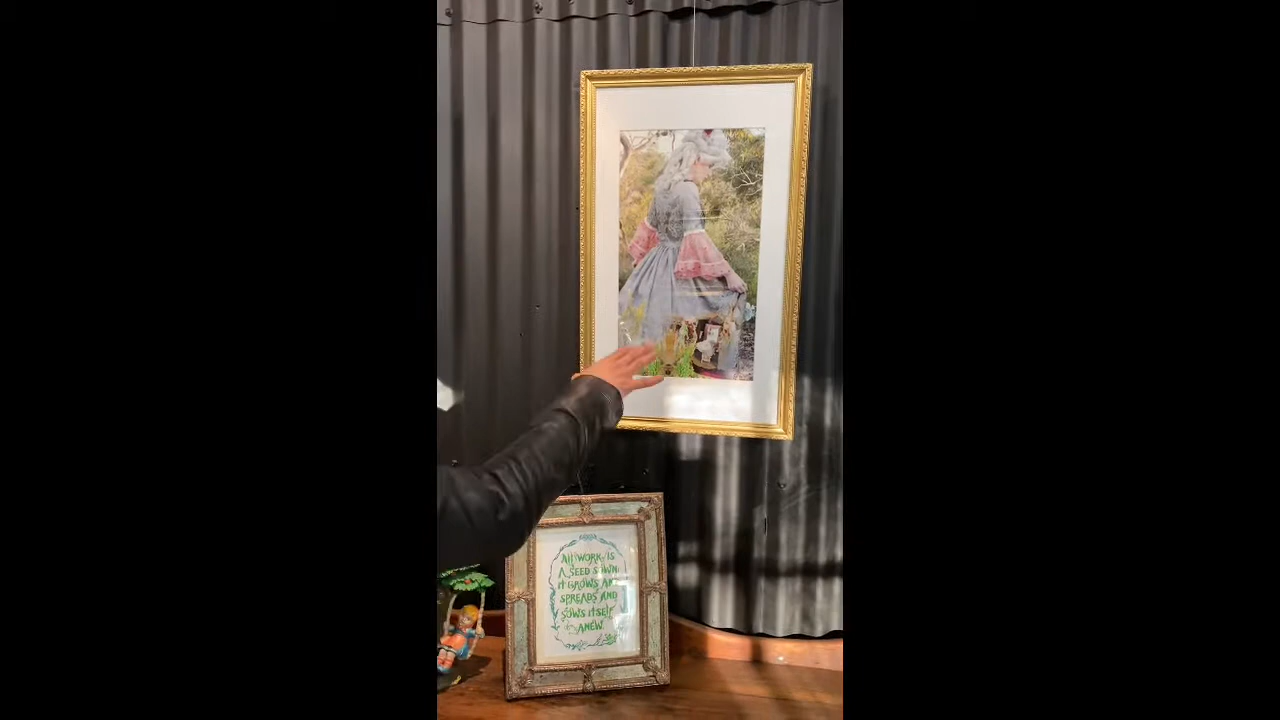 All WORK IS
A SEED SOWN
IT GROWS AND
SPREADS AND
SOWS ITSELF
ANEW.